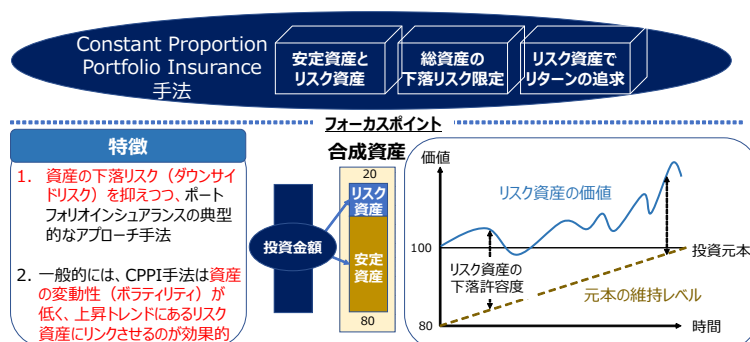 Constant Proportion
Portfolio Insurance
手法
安定資産と
リスク資産
総資産の
下落リスク限定
リスク資産で
リターンの追求
フォーカスポイント
特徴
1. 資産の下落リスク（ダウンサイ
ドリスク）を抑えつつ、ポート
フォリオインシュアランスの典型
的なアプローチ手法
2. 一般的には、CPPI手法は資産
の変動性（ボラティリティ）が
低く、上昇トレンドにあるリスク
資産にリンクさせるのが効果的
合成資産
投資金額
20
リスク
資産
安定
資産
80
価値
リスク資産の価値
100
投資元本
リスク資産の
下落許容度
元本の維持レベル
80
時間